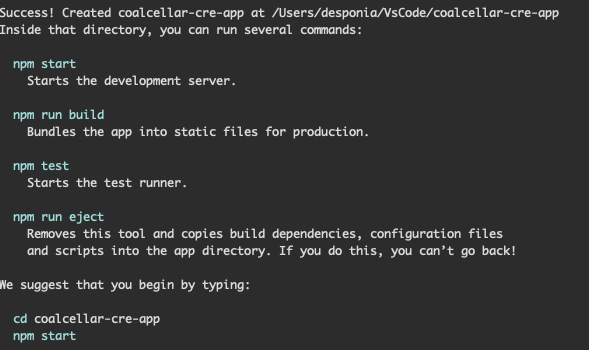 Success! Created coalcellar-cre-app at /Users/desponia/VsCode/coalcellar-cre-app
Inside that directory, you can run several commands:
npm start
Starts the development server.
npm run build
Bundles the app into static files for production.
npm test
Starts the test runner.
npm run eject
Removes this tool and copies build dependencies, configuration files
and scripts into the app directory. If you do this, you can’t go back!
We suggest that you begin by typing:
cd coalcellar-cre-app
npm start